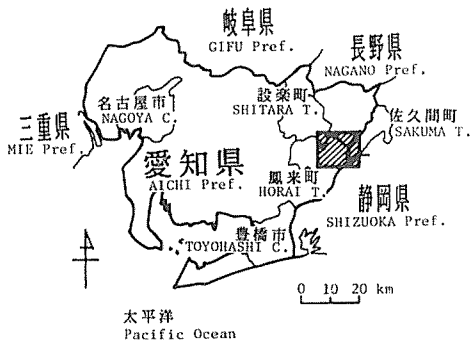 岐阜県
GIFU Pref.
長野県
NAGANO Pref.
設楽町
SHITARA T.
佐久間町
SAKUMA T.
名古屋市
NAGOYA C.
三重県
MIE Pref.
愛知県
AICHI Pref.
鳳来町
HORAI T.
静岡県
SHIZUOKA Pref.
豊橋市
TOYOHASHI C.
0 10 20 km
太平洋
Pacific Ocean